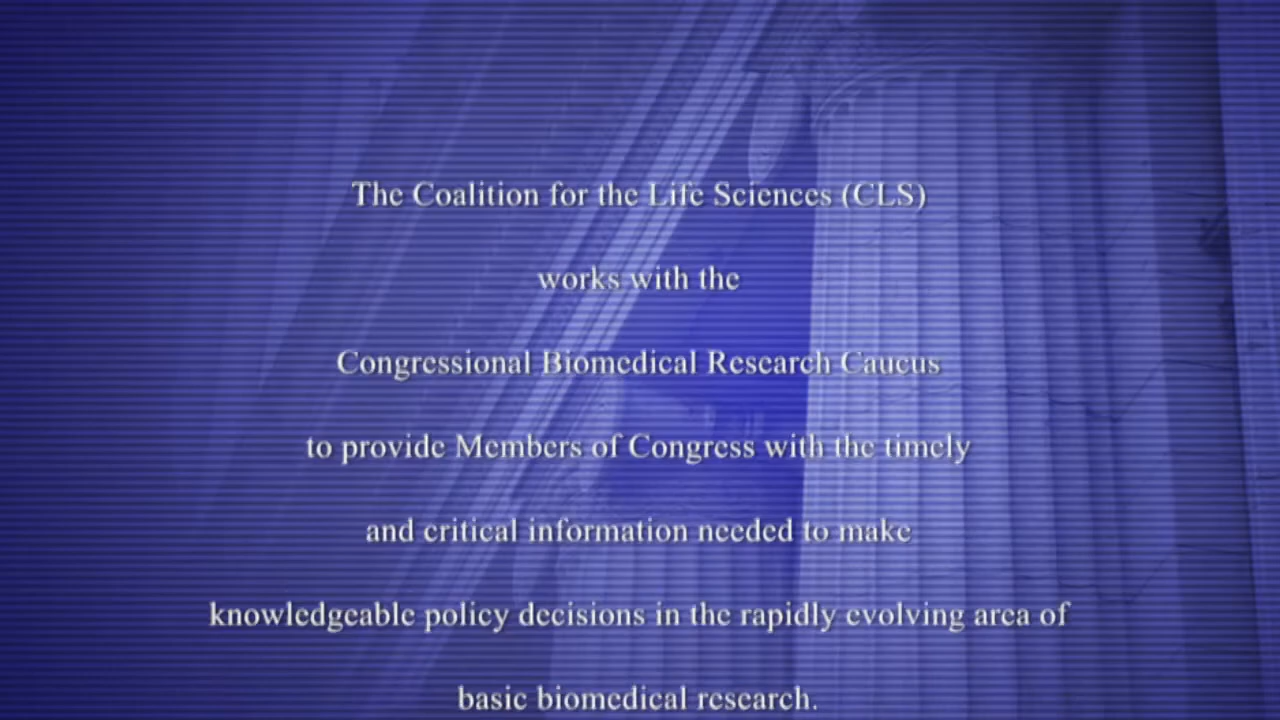 The Coalition for the Life Sciences (CLS)
works with the
Congressional Biomedical Research Caucus
to provide Members of Congress with the timely
and critical information needed to make
knowledgeable policy decisions in the rapidly evolving area of
basic biomedical research.